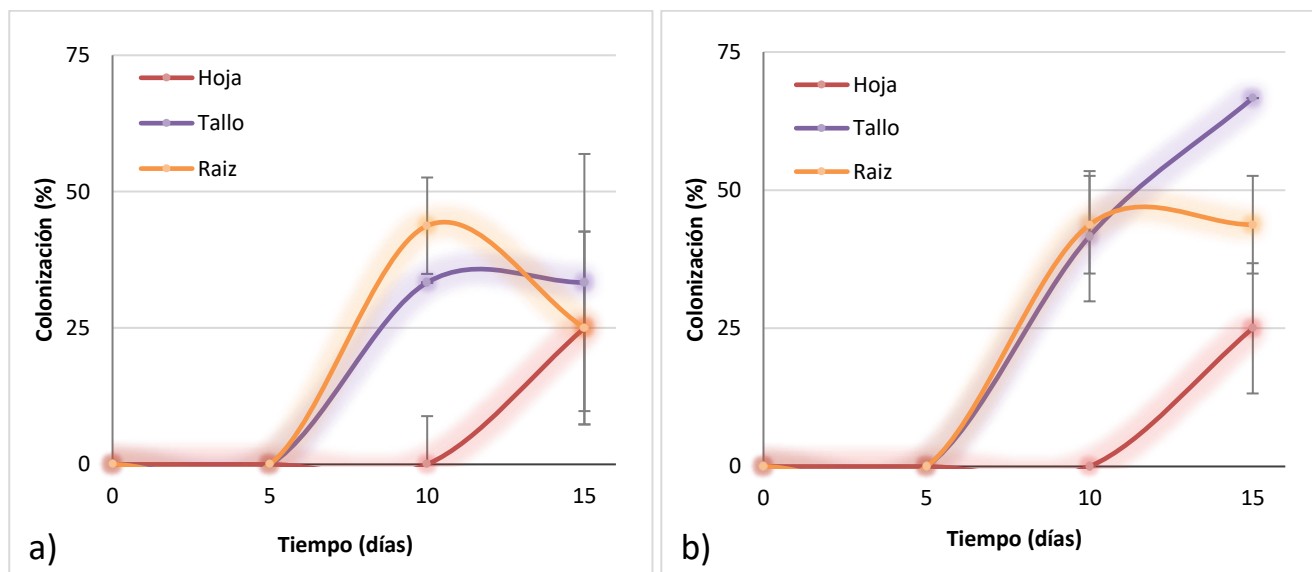 75
50
25
0
Colonización (%)
Hoja
Tallo
Raiz
0 5 10 15
Tiempo (días)
a)
75
50
25
0
Colonización (%)
Hoja
Tallo
Raiz
0 5 10 15
Tiempo (días)
b)